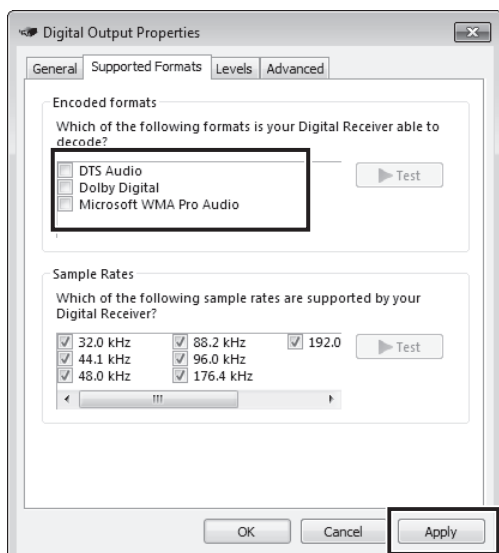 Digital Output Properties
General Supported Formats Levels Advanced
Encoded formats
Which of the following formats is your Digital Receiver able to
decode?
DTS Audio
Dolby Digital
Microsoft WMA Pro Audio
Test
Sample Rates
Which of the following sample rates are supported by your
Digital Receiver?
32.0 kHz 88.2 kHz 192.0
44.1 kHz 96.0 kHz
48.0 kHz 176.4 kHz
Test
OK Cancel Apply